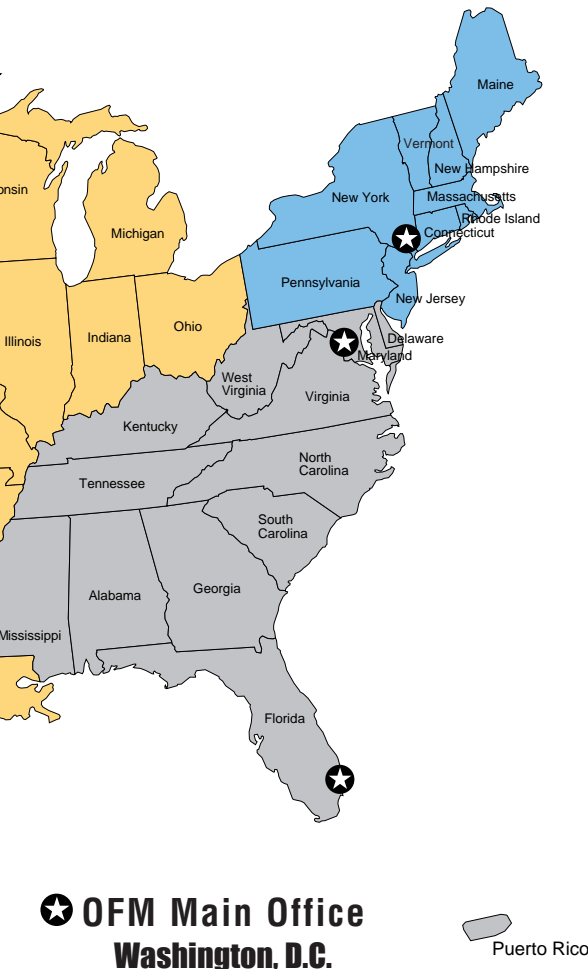 Maine
Vermont
New Hampshire
onsin
New York
Massachusetts
Rhode Island
Connecticut
Michigan
Pennsylvania
New Jersey
Ohio
Indiana
Illinois
Delaware
Maryland
West
Virginia
Virginia
Kentucky
North
Carolina
Tennessee
South
Carolina
Georgia
Alabama
Mississippi
Florida
OFM Main Office
Washington, D.C.
Puerto Rico